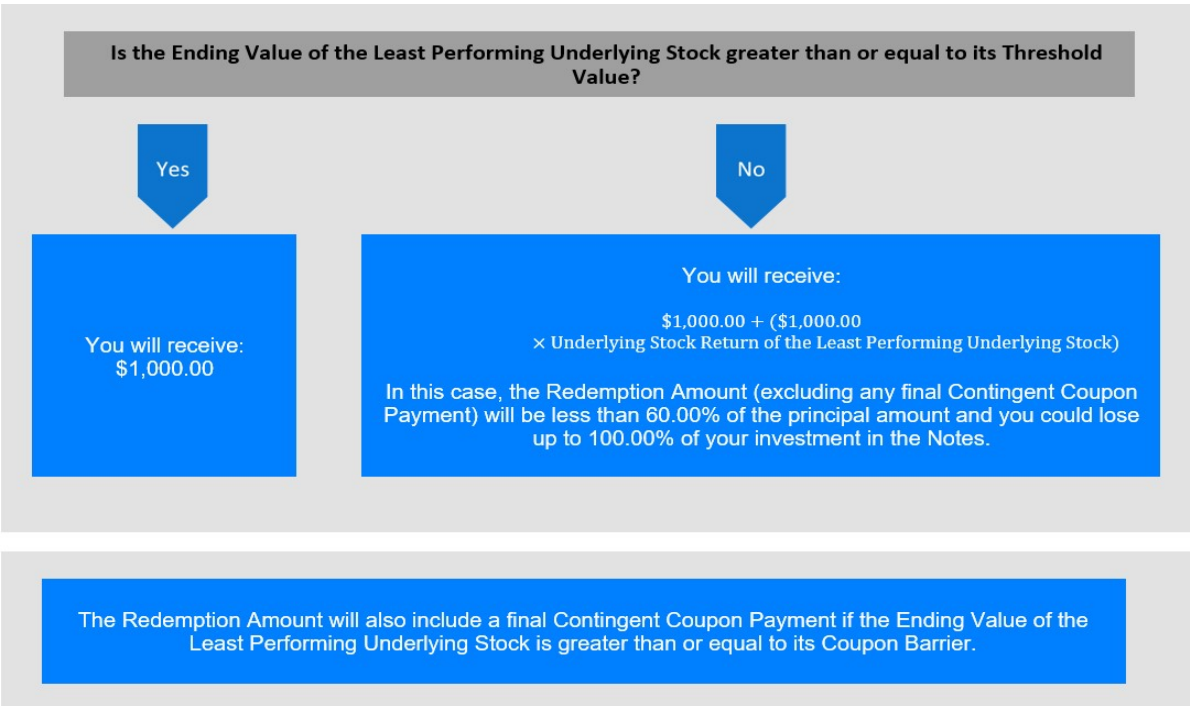 Is the Ending Value of the Least Performing Underlying Stock greater than or equal to its Threshold
Value?
Yes
No
You will receive:
$1,000.00
You will receive:
$1,000.00 + ($1,000.00
× Underlying Stock Return of the Least Performing Underlying Stock)
In this case, the Redemption Amount (excluding any final Contingent Coupon
Payment) will be less than 60.00% of the principal amount and you could lose
up to 100.00% of your investment in the Notes.
The Redemption Amount will also include a final Contingent Coupon Payment if the Ending Value of the
Least Performing Underlying Stock is greater than or equal to its Coupon Barrier.